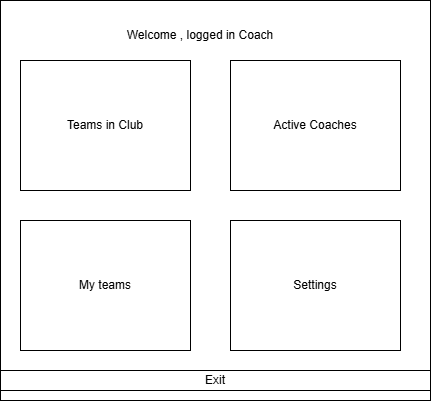 Welcome , logged in Coach
Teams in Club
Active Coaches
My teams
Settings
Exit